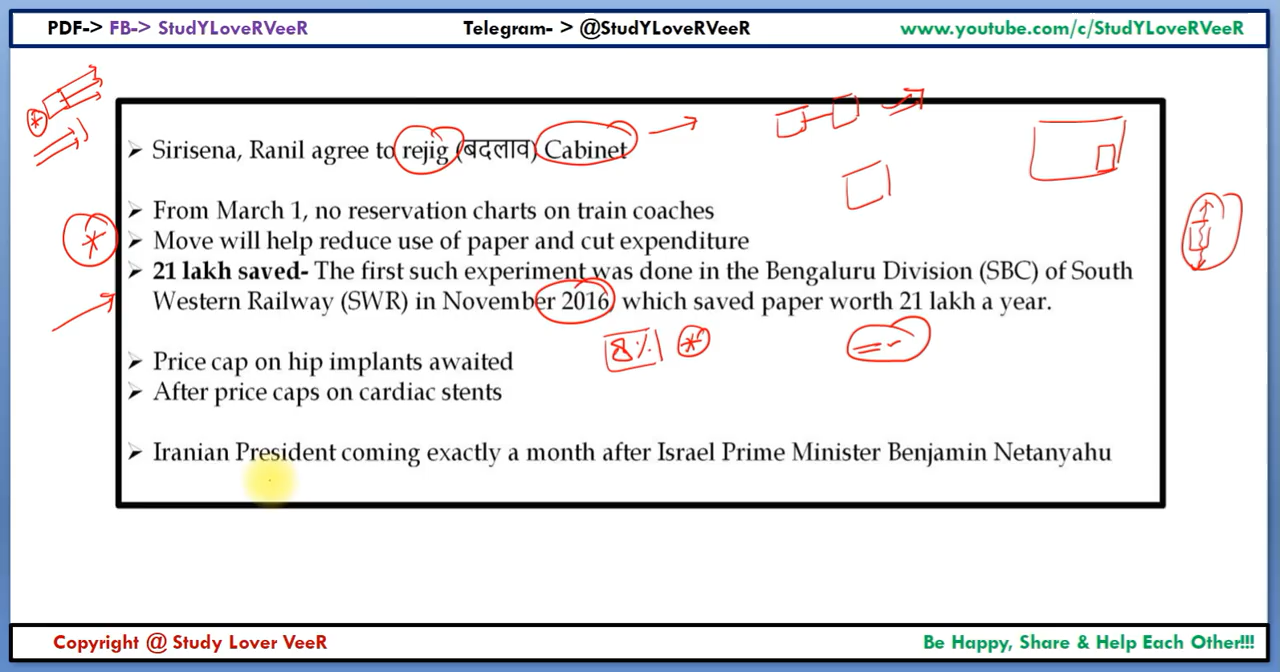 PDF-> FB-> StudYLoveRVeeR Telegram- > @StudYLoveRVeeR www.youtube.com/c/StudYLoveRVeeR
➢ Sirisena, Ranil agree to rejig (बदलाव) Cabinet
➢ From March 1, no reservation charts on train coaches
➢ Move will help reduce use of paper and cut expenditure
➢ 21 lakh saved- The first such experiment was done in the Bengaluru Division (SBC) of South
Western Railway (SWR) in November 2016, which saved paper worth 21 lakh a year.
8%
➢ Price cap on hip implants awaited
➢ After price caps on cardiac stents
➢ Iranian President coming exactly a month after Israel Prime Minister Benjamin Netanyahu
Copyright @ Study Lover VeeR Be Happy, Share & Help Each Other!!!